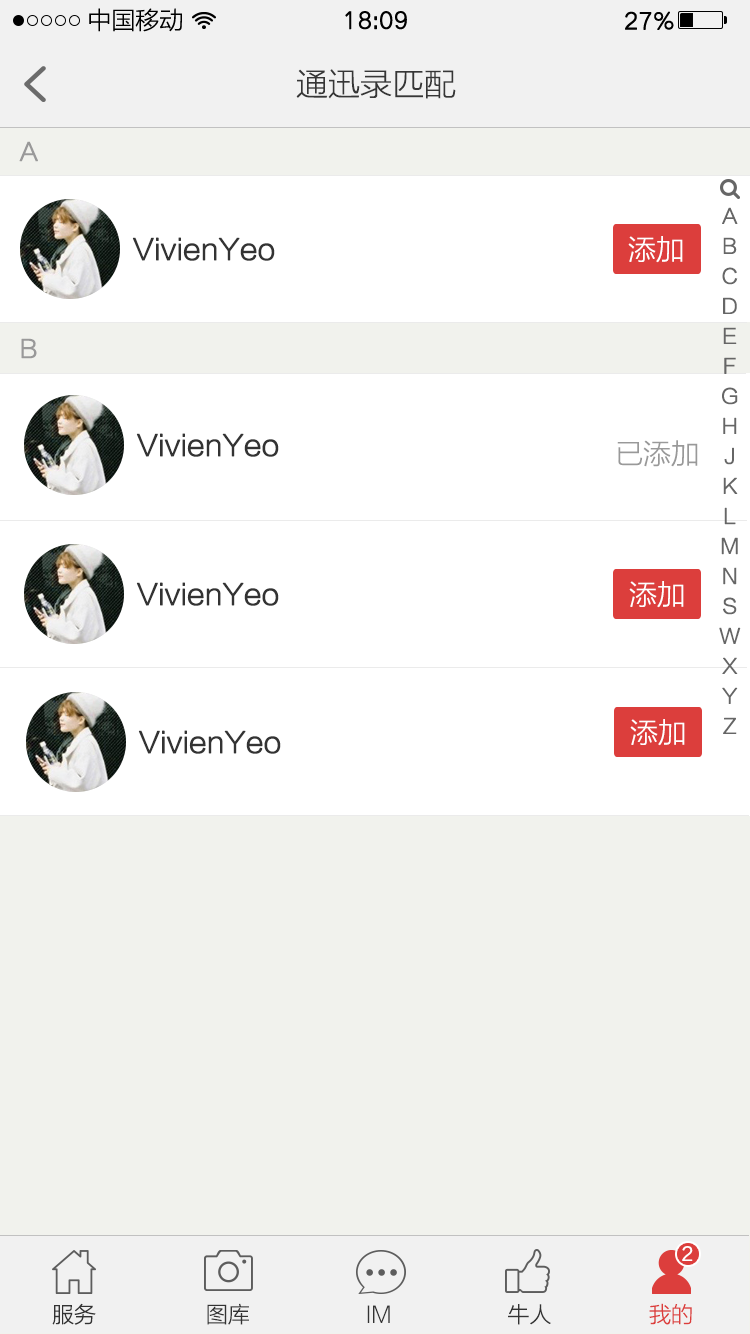 中国移动 18:09 27%
通迅录匹配
A
VivienYeo 添加
B
VivienYeo 已添加
VivienYeo 添加
VivienYeo 添加
A
B
C
D
E
F
G
H
J
K
L
M
N
S
W
X
Y
Z
2
服务 图库 IM 牛人 我的